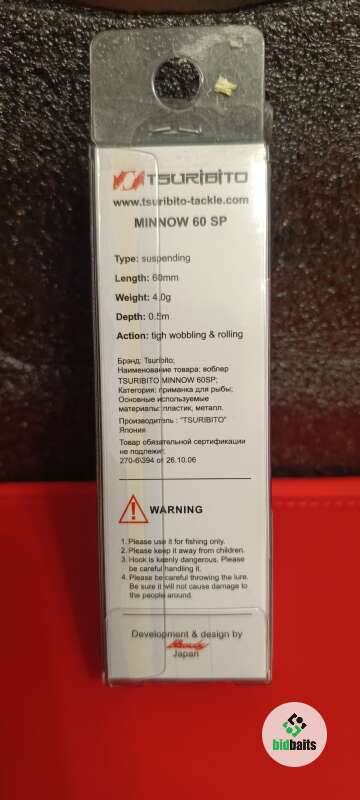 TSURIBITO
www.tsuribito-tackle.com
MINNOW 60 SP
Type: suspending
Length: 60mm
Weight: 4.0g
Depth: 0.5m
Action: tigh wobbling & rolling
Брэнд: Tsuribito;
Наименование товара: воблер
TSURIBITO MINNOW 60SP;
Категория: приманка для рыбы;
Основные используемые
материалы: пластик, металл.
Производитель : "TSURIBITO"
Япония
Товар обязательной сертификации
не подлежит.
270-6\394 от 26.10.06
WARNING
1. Please use it for fishing only.
2. Please keep it away from children.
3. Hook is keenly dangerous. Please
be carefull handling it.
4. Please be careful throwing the lure.
Be sure it will not cause damage to
the people around.
Development & design by
Japan
bidbaits